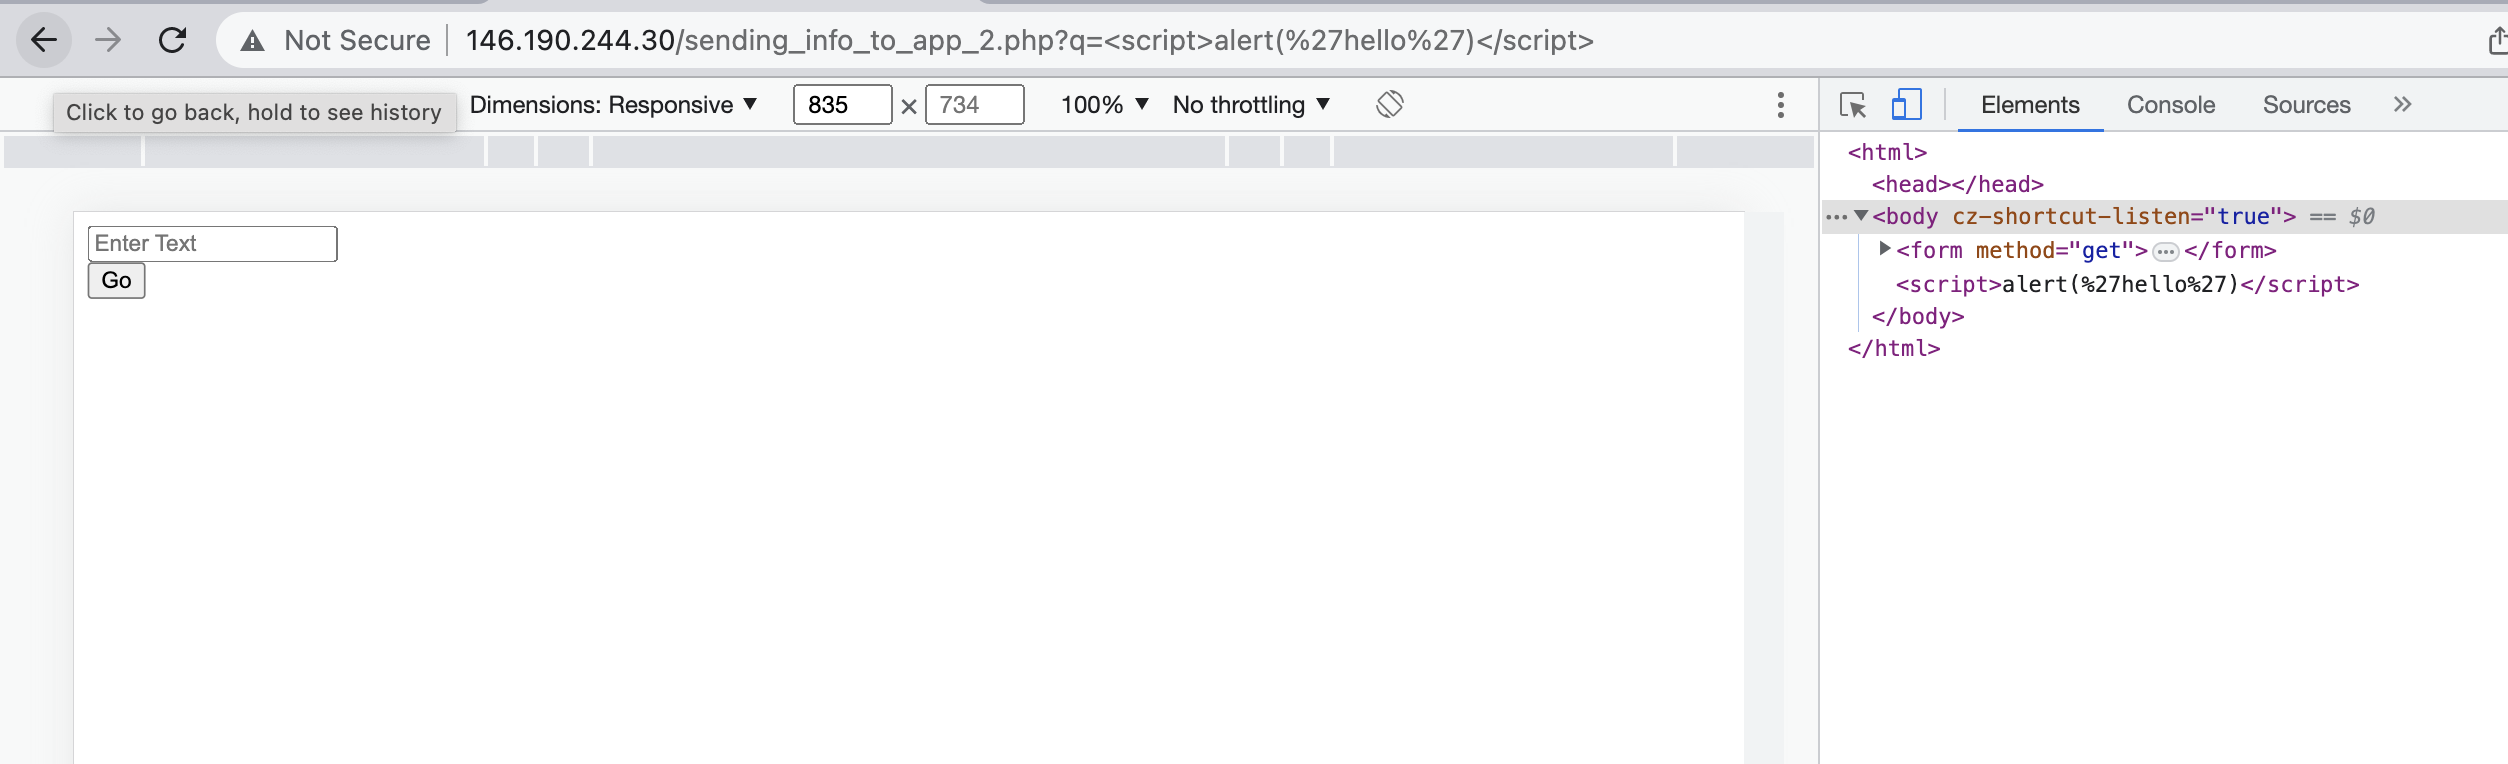 Not Secure 146.190.244.30/sending_info_to_app_2.php?q=<script>alert(%27hello%27)</script>
Click to go back, hold to see history
Dimensions: Responsive ▼ 835 × 734 100% ▼ No throttling ▼
Elements Console Sources »
Enter Text
Go
<html>
<head></head>
••• ▼<body cz-shortcut-listen="true"> == $0
▶<form method="get">•••</form>
<script>alert(%27hello%27)</script>
</body>
</html>